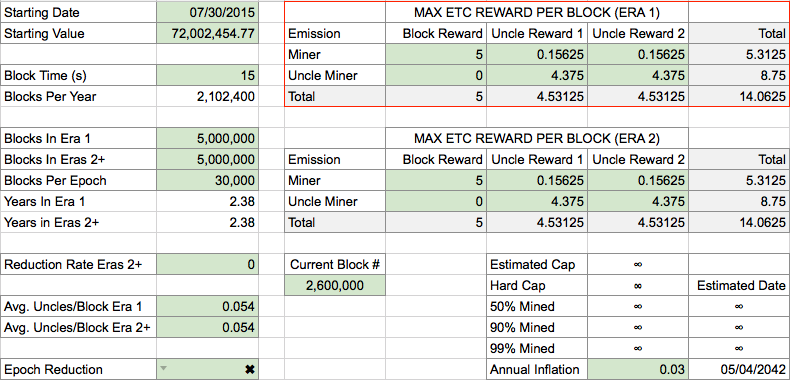 Starting Date 07/30/2015 MAX ETC REWARD PER BLOCK (ERA 1)
Starting Value 72,002,454.77 Emission Block Reward Uncle Reward 1 Uncle Reward 2 Total
Miner 5 0.15625 0.15625 5.3125
Block Time (s) 15 Uncle Miner 0 4.375 4.375 8.75
Blocks Per Year 2,102,400 Total 5 4.53125 4.53125 14.0625
Blocks In Era 1 5,000,000 MAX ETC REWARD PER BLOCK (ERA 2)
Blocks In Eras 2+ 5,000,000 Emission Block Reward Uncle Reward 1 Uncle Reward 2 Total
Blocks Per Epoch 30,000 Miner 5 0.15625 0.15625 5.3125
Years In Era 1 2.38 Uncle Miner 0 4.375 4.375 8.75
Years in Eras 2+ 2.38 Total 5 4.53125 4.53125 14.0625
Reduction Rate Eras 2+ 0 Current Block # Estimated Cap ∞
2,600,000 Hard Cap ∞ Estimated Date
Avg. Uncles/Block Era 1 0.054 50% Mined ∞ ∞
Avg. Uncles/Block Era 2+ 0.054 90% Mined ∞ ∞
99% Mined ∞ ∞
Epoch Reduction ✖ Annual Inflation 0.03 05/04/2042